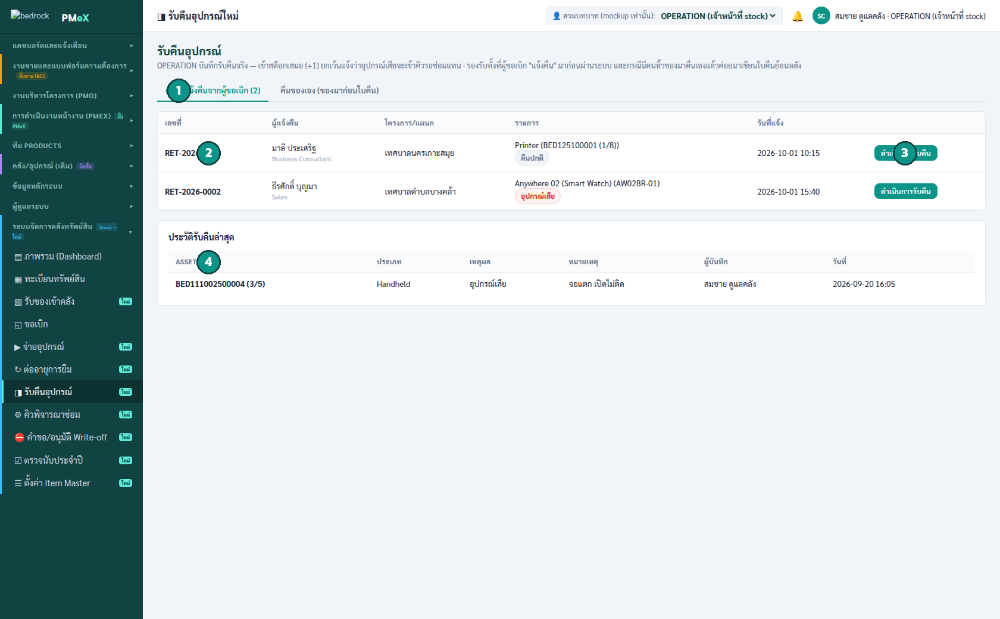 bedrock PMeX
แดชบอร์ดและแจ้งเตือน
งานขายและแบบฟอร์มความต้องการ
ฝั่งขาย (BC)
งานบริหารโครงการ (PMO)
การดำเนินงานหน้างาน (PMEX) ฝั่ง
PMeX
ทีม PRODUCTS
คลัง/อุปกรณ์ (เดิม) จัดซื้อ
ข้อมูลหลักระบบ
ผู้ดูแลระบบ
ระบบจัดการคลังทรัพย์สิน Stock —
ใหม่
ภาพรวม (Dashboard)
ทะเบียนทรัพย์สิน
รับของเข้าคลัง ใหม่
ขอเบิก
จ่ายอุปกรณ์ ใหม่
ต่ออายุการยืม ใหม่
รับคืนอุปกรณ์ ใหม่
คิวพิจารณาซ่อม ใหม่
คำขอ/อนุมัติ Write-off ใหม่
ตรวจนับประจำปี ใหม่
ตั้งค่า Item Master ใหม่
รับคืนอุปกรณ์ใหม่
สวมบทบาท (mockup เท่านั้น): OPERATION (เจ้าหน้าที่ stock)
SC สมชาย ดูแลคลัง · OPERATION (เจ้าหน้าที่ stock)
รับคืนอุปกรณ์
OPERATION บันทึกรับคืนจริง — เข้าสต๊อกเสมอ (+1) ยกเว้นแจ้งว่าอุปกรณ์เสียจะเข้าคิวรอซ่อมแทน · รองรับทั้งที่ผู้ขอเบิก "แจ้งคืน" มาก่อนผ่านระบบ และกรณีมีคนหิ้วของมาคืนเองแล้วค่อยมาเขียนใบคืนย้อนหลัง
1 แจ้งคืนจากผู้ขอเบิก (2) คืนของเอง (ของมาก่อนใบคืน)
เลขที่ ผู้แจ้งคืน โครงการ/แผนก รายการ วันที่แจ้ง
RET-202 2 มาลี ประเสริฐ เทศบาลนครเกาะสมุย Printer (BED125100001 (1/8)) 2026-10-01 10:15 3
Business Consultant คืนปกติ
RET-2026-0002 ธีรศักดิ์ บุญมา เทศบาลตำบลบางคล้า Anywhere 02 (Smart Watch) (AW02BR-01) 2026-10-01 15:40 ดำเนินการรับคืน
Sales อุปกรณ์เสีย
ประวัติรับคืนล่าสุด
ASSET 4 ประเภท เหตุผล หมายเหตุ ผู้บันทึก วันที่
BED111002500004 (3/5) Handheld อุปกรณ์เสีย จอแตก เปิดไม่ติด สมชาย ดูแลคลัง 2026-09-20 16:05